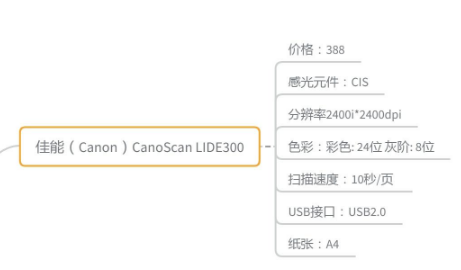 价格：388
感光元件：CIS
分辨率2400i*2400dpi
佳能（Canon）CanoScan LIDE300
色彩：彩色: 24位 灰阶: 8位
扫描速度：10秒/页
USB接口：USB2.0
纸张：A4